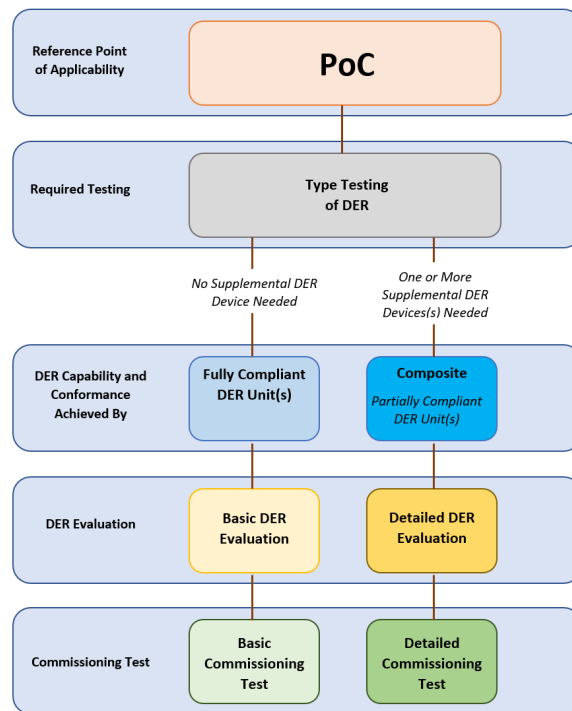 Reference Point
of Applicability
PoC
Required Testing
Type Testing
of DER
No Supplemental DER
Device Needed
One or More
Supplemental DER
Devices(s) Needed
DER Capability and
Conformance
Achieved By
Fully Compliant
DER Unit(s)
Composite
Partially Compliant
DER Unit(s)
DER Evaluation
Basic DER
Evaluation
Detailed DER
Evaluation
Commissioning Test
Basic
Commissioning
Test
Detailed
Commissioning
Test